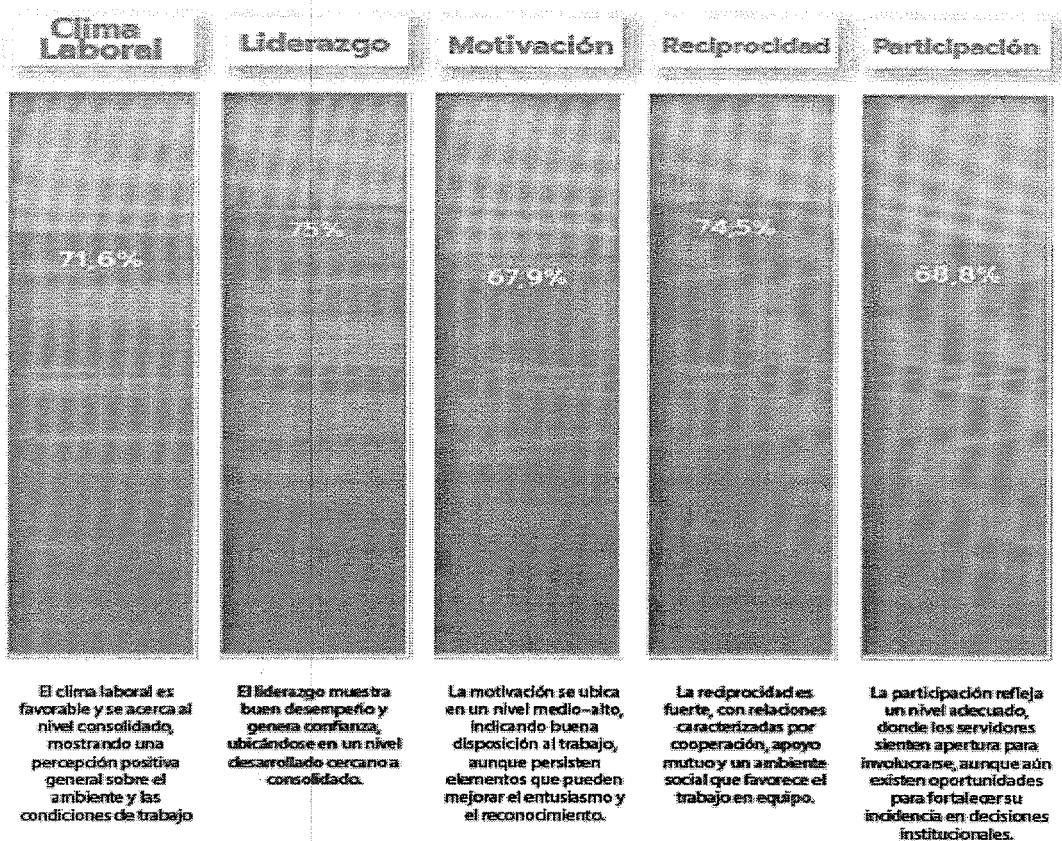 Clima
Laboral
Liderazgo
Motivación
Reciprocidad
Participación
71,6%
75%
67,9%
74,5%
68,8%
El clima laboral es
favorable y se acerca al
nivel consolidado,
mostrando una
percepción positiva
general sobre el
ambiente y las
condiciones de trabajo
El liderazgo muestra
buen desempeño y
genera confianza,
ubicándose en un nivel
desarrollado cercano a
consolidado.
La motivación se ubica
en un nivel medio-alto,
indicando buena
disposición al trabajo,
aunque persisten
elementos que pueden
mejorar el entusiasmo y
el reconocimiento.
La reciprocidad es
fuerte, con relaciones
caracterizadas por
cooperación, apoyo
mutuo y un ambiente
social que favorece el
trabajo en equipo.
La participación refleja
un nivel adecuado,
donde los servidores
sienten apertura para
involucrarse, aunque aún
existen oportunidades
para fortalecer su
incidencia en decisiones
institucionales.